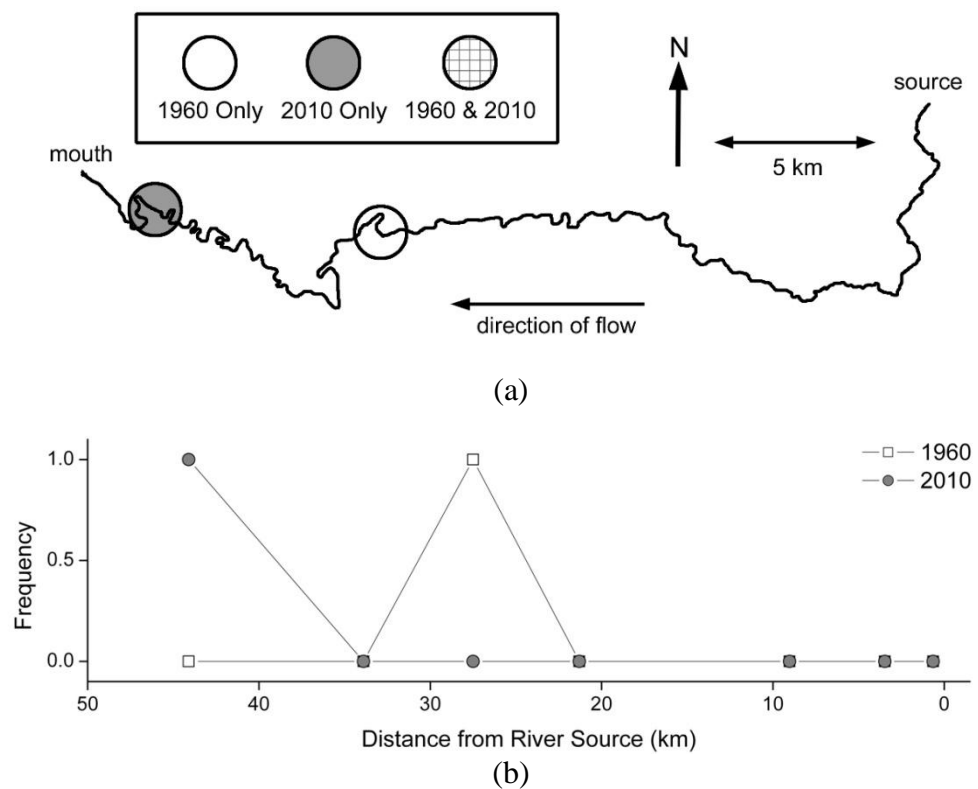 1960 Only 2010 Only 1960 & 2010
N
source
5 km
mouth
direction of flow
(a)
1.0
0.5
0.0
Frequency
1960
2010
50 40 30 20 10 0
Distance from River Source (km)
(b)